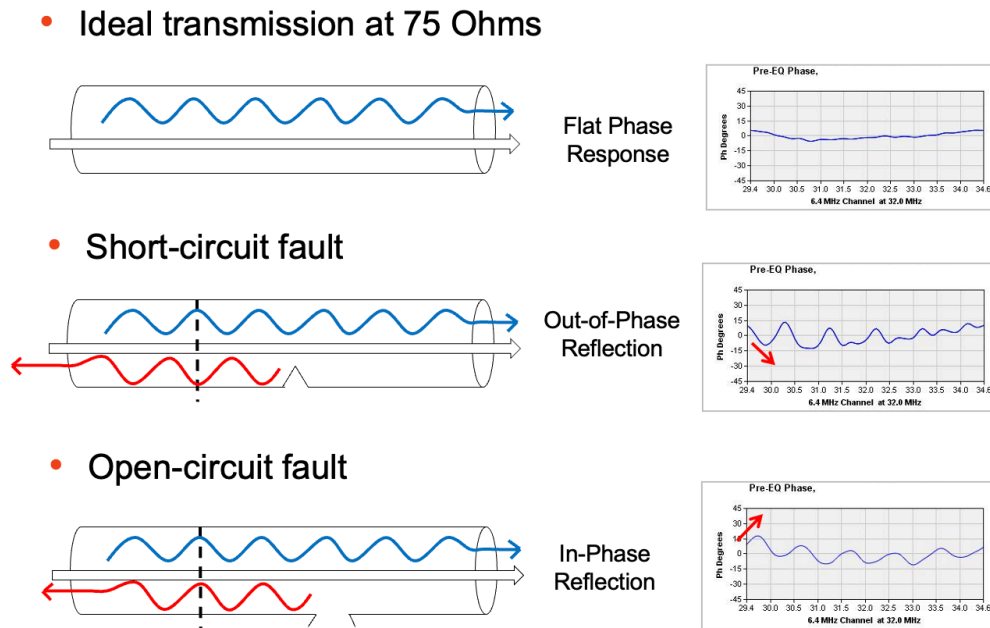 • Ideal transmission at 75 Ohms
Flat Phase
Response
Pre-EQ Phase,
Ph Degrees
45
30
15
0
-15
-30
-45
29.4 30.0 30.5 31.0 31.5 32.0 32.5 33.0 33.5 34.0 34.6
6.4 MHz Channel at 32.0 MHz
• Short-circuit fault
Out-of-Phase
Reflection
Pre-EQ Phase,
Ph Degrees
45
30
15
0
-15
-30
-45
29.4 30.0 30.5 31.0 31.5 32.0 32.5 33.0 33.5 34.0 34.6
6.4 MHz Channel at 32.0 MHz
• Open-circuit fault
In-Phase
Reflection
Pre-EQ Phase,
Ph Degrees
45
30
15
0
-15
-30
-45
29.4 30.0 30.5 31.0 31.5 32.0 32.5 33.0 33.5 34.0 34.6
6.4 MHz Channel at 32.0 MHz